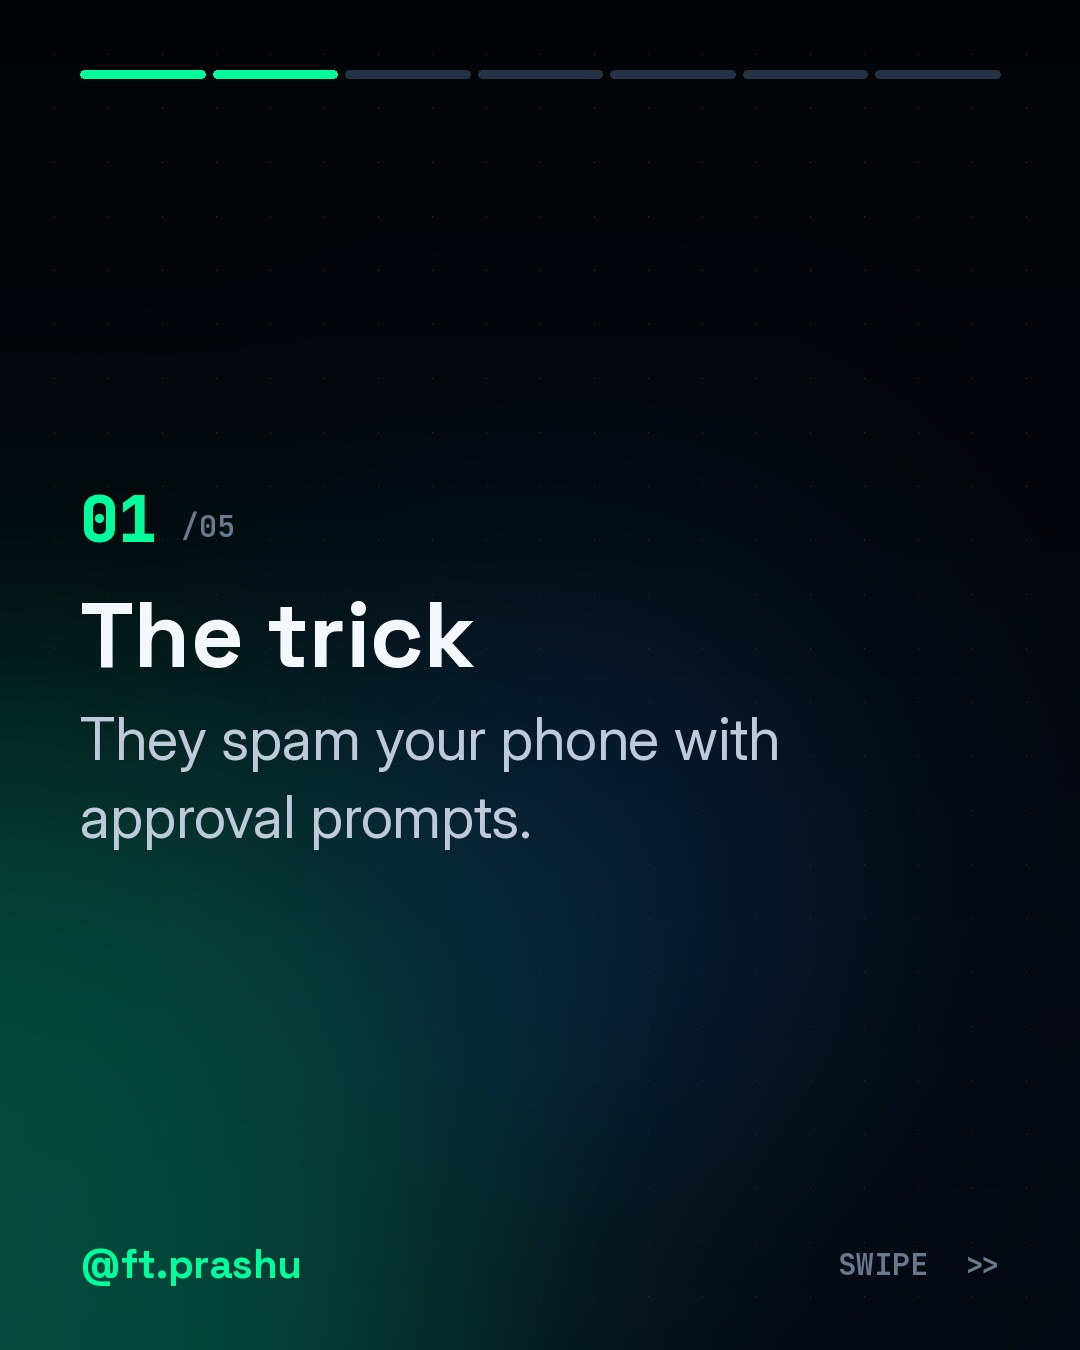 01 /05
The trick
They spam your phone with
approval prompts.
@ft.prashu
SWIPE >>